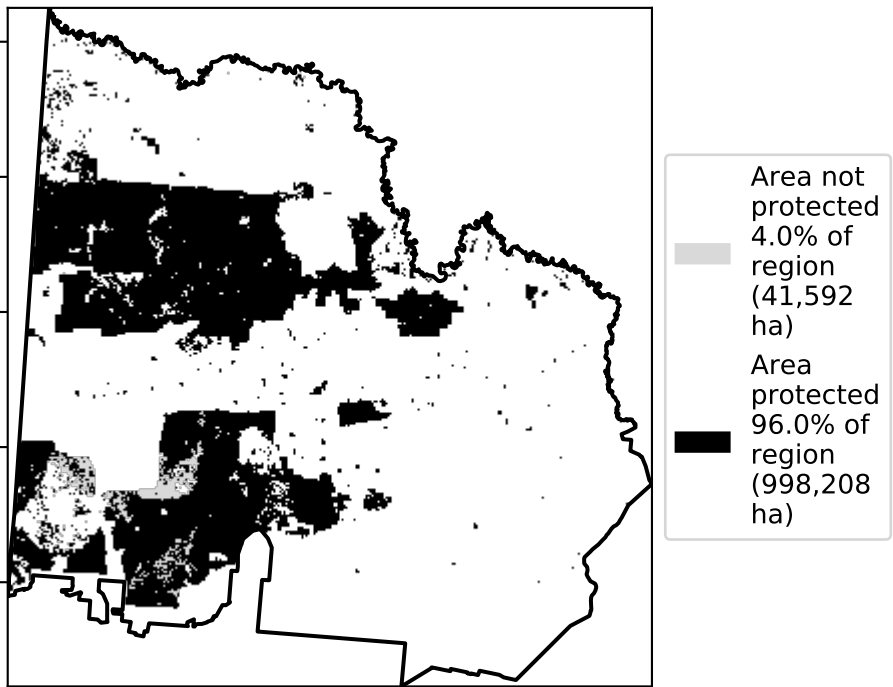 Area not
protected
4.0% of
region
(41,592
ha)
Area
protected
96.0% of
region
(998,208
ha)